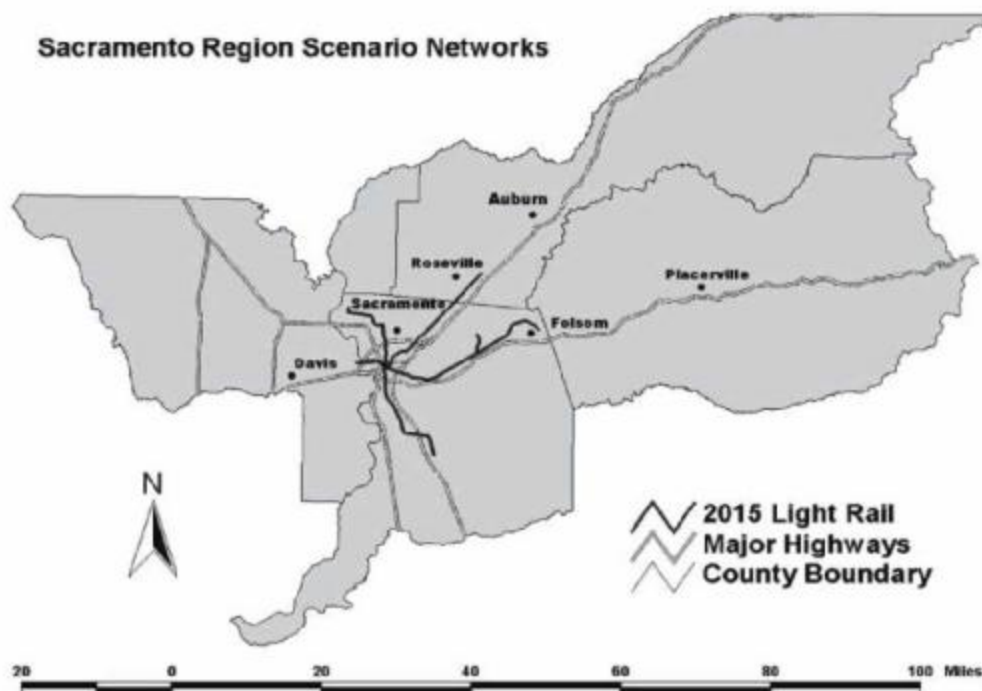 Sacramento Region Scenario Networks
Auburn
Roseville
Placerville
Sacramento
Folsom
Davis
N
2015 Light Rail
Major Highways
County Boundary
20 0 20 40 60 80 100 Miles